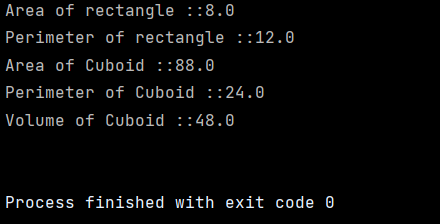 Area of rectangle ::8.0
Perimeter of rectangle ::12.0
Area of Cuboid ::88.0
Perimeter of Cuboid ::24.0
Volume of Cuboid ::48.0
Process finished with exit code 0